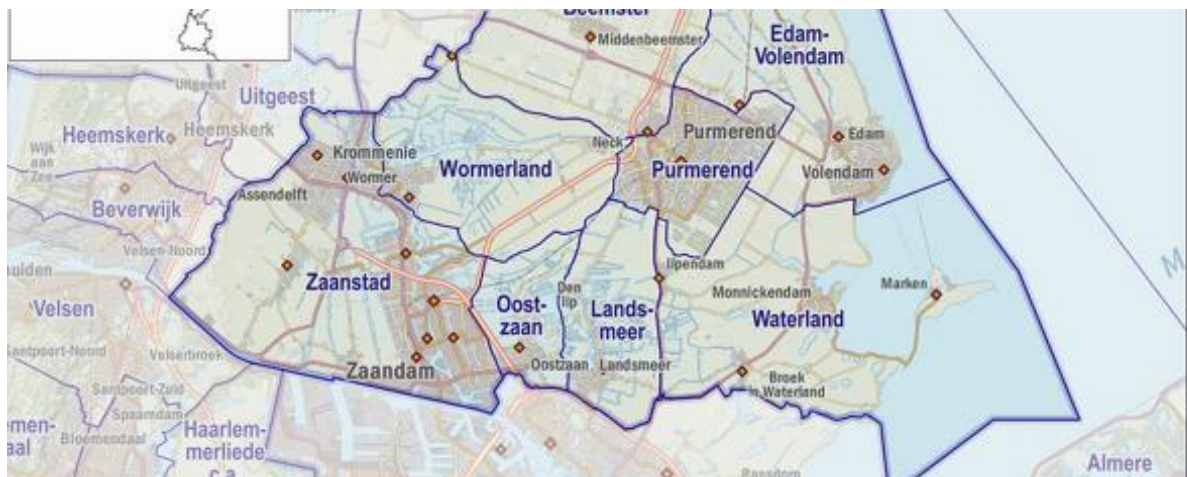 Beemster
Middenbeemster
Edam-
Volendam
Uitgeest
Uitgeest
Heemskerk
Heemskerk
Wijk
aan
Zee
Krommenie
Wormer
Assendelft
Wormerland
Neck
Purmerend
Purmerend
Edam
Volendam
Beverwijk
Velsen-Noord
Velsen
Zaanstad
Oost-
zaan
Den
Ilp
Lands-
meer
Ilpendam
Monnickendam
Waterland
Marken
M
Santpoort-Noord
Velserbroek
Zaandam
Oostzaan
Landsmeer
Broek
in Waterland
Santpoort-Zuid
Spaarndam
Bloemendaal
Haarlem-
merliede
c.a.
Almere